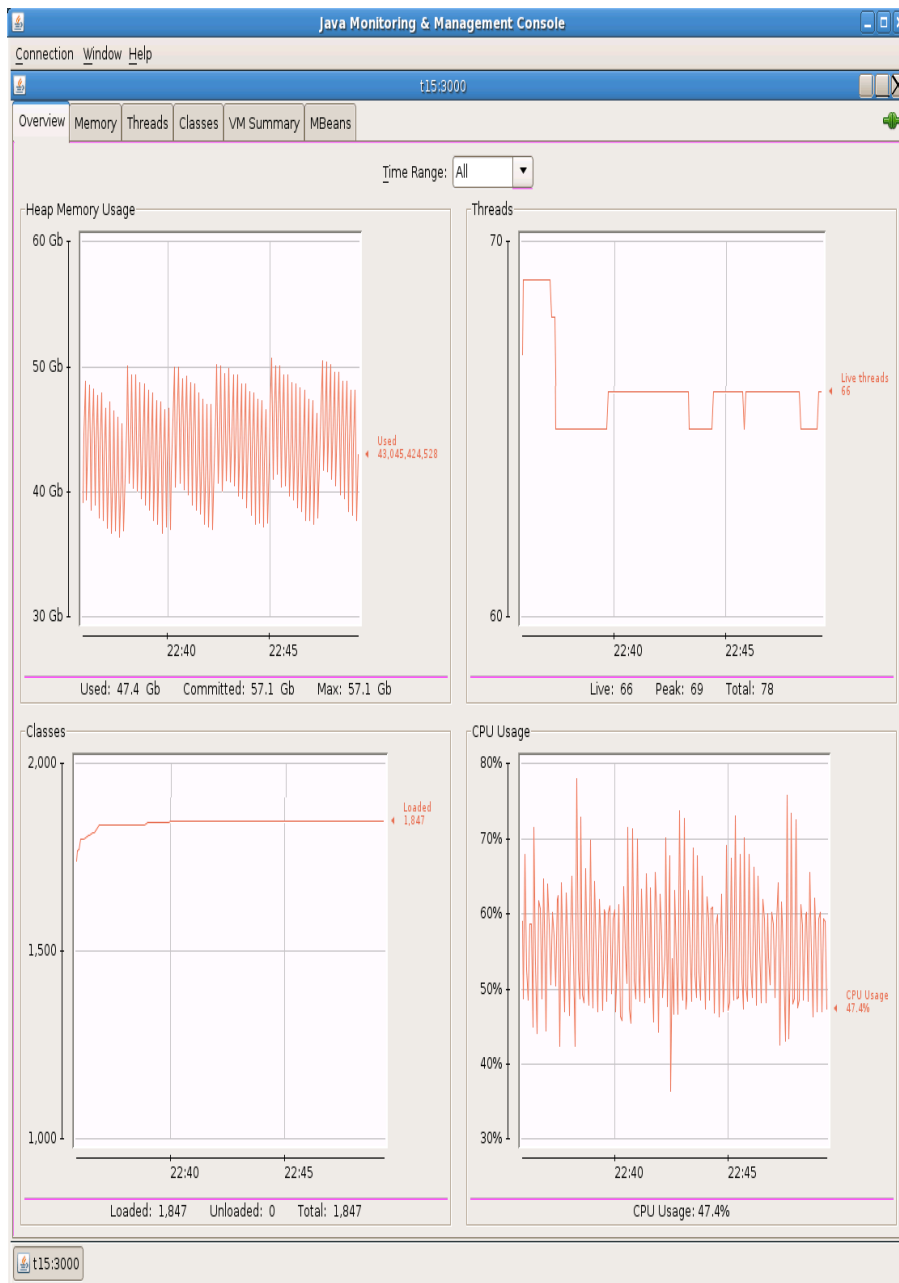 Java Monitoring & Management Console
Connection Window Help
t15:3000
Overview Memory Threads Classes VM Summary MBeans
Time Range: All
Heap Memory Usage
60 Gb
50 Gb
40 Gb
30 Gb
22:40 22:45
Used
43,045,424,528
Used: 47.4 Gb Committed: 57.1 Gb Max: 57.1 Gb
Threads
70
60
22:40 22:45
Live threads
66
Live: 66 Peak: 69 Total: 78
Classes
2,000
1,500
1,000
22:40 22:45
Loaded
1,847
Loaded: 1,847 Unloaded: 0 Total: 1,847
CPU Usage
80%
70%
60%
50%
40%
30%
22:40 22:45
CPU Usage
47.4%
CPU Usage: 47.4%
t15:3000